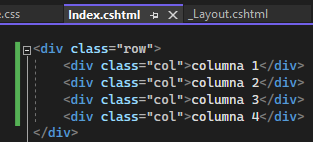 e.css Index.cshtml _Layout.cshtml
<div class="row">
<div class="col">columna 1</div>
<div class="col">columna 2</div>
<div class="col">columna 3</div>
<div class="col">columna 4</div>
</div>